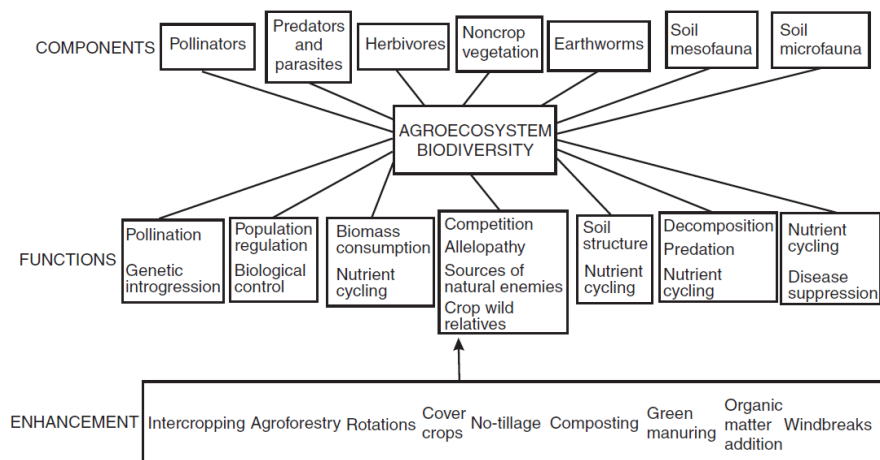 COMPONENTS
Pollinators
Predators
and
parasites
Herbivores
Noncrop
vegetation
Earthworms
Soil
mesofauna
Soil
microfauna
AGROECOSYSTEM
BIODIVERSITY
FUNCTIONS
Pollination
Genetic
introgression
Population
regulation
Biological
control
Biomass
consumption
Nutrient
cycling
Competition
Allelopathy
Sources of
natural enemies
Crop wild
relatives
Soil
structure
Nutrient
cycling
Decomposition
Predation
Nutrient
cycling
Nutrient
cycling
Disease
suppression
ENHANCEMENT
Intercropping
Agroforestry
Rotations
Cover
crops
No-tillage
Composting
Green
manuring
Organic
matter
addition
Windbreaks